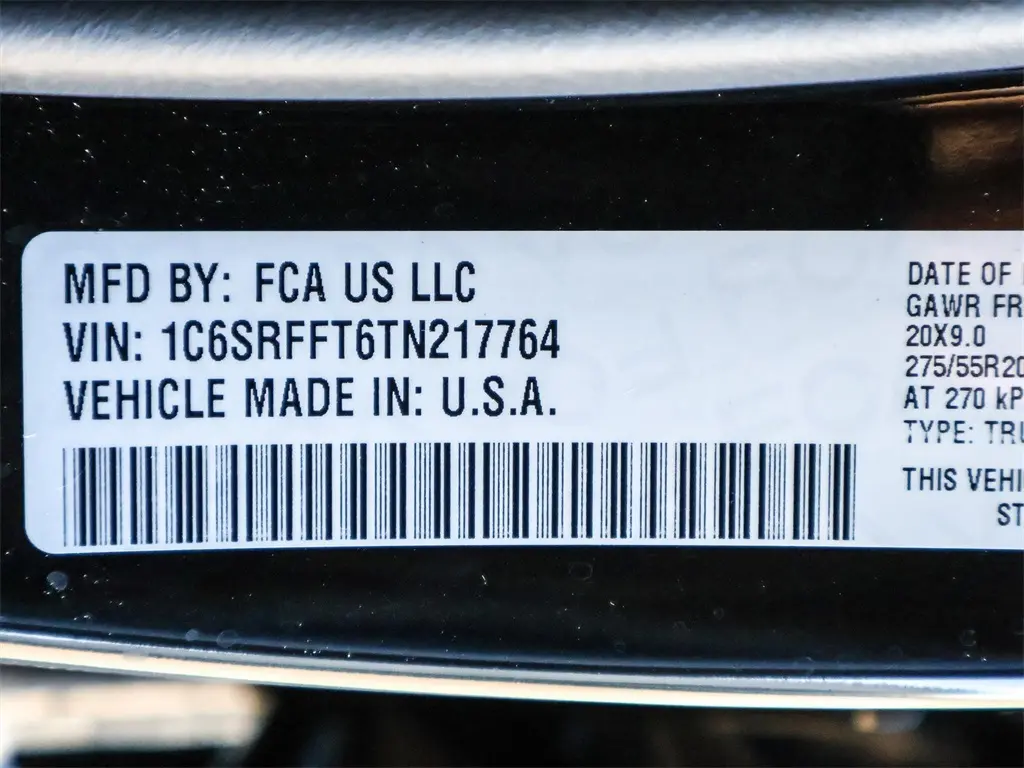 MFD BY: FCA US LLC
VIN: 1C6SRFFT6TN217764
VEHICLE MADE IN: U.S.A.
DATE OF
GAWR FR
20X9.0
275/55R20
AT 270 kP
TYPE: TRU
THIS VEHI
ST